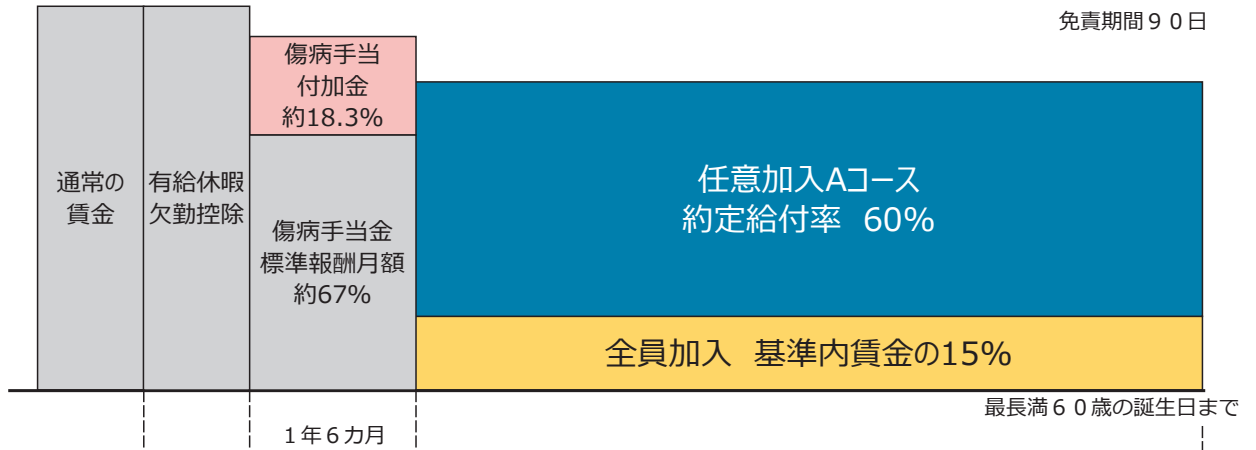 免責期間９０日
通常の
賃金
有給休暇
欠勤控除
傷病手当
付加金
約18.3%
傷病手当金
標準報酬月額
約67%
任意加入Aコース
約定給付率 60%
全員加入 基準内賃金の15%
最長満６０歳の誕生日まで
１年６カ月